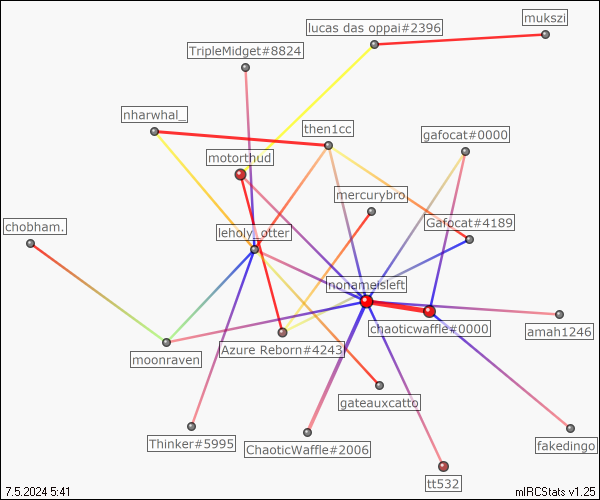 mukszi
lucas das oppai#2396
TripleMidget#8824
nharwhal_
then1cc
gafocat#0000
motorthud
mercurybro.
chobham.
leholy_otter
Gafocat#4189
nonameisleft
chaoticwaffle#0000
amah1246
moonraven
Azure Reborn#4243
gateauxcatto
Thinker#5995
ChaoticWaffle#2006
fakedingo
tt532
7.5.2024 5:41
mIRCStats v1.25